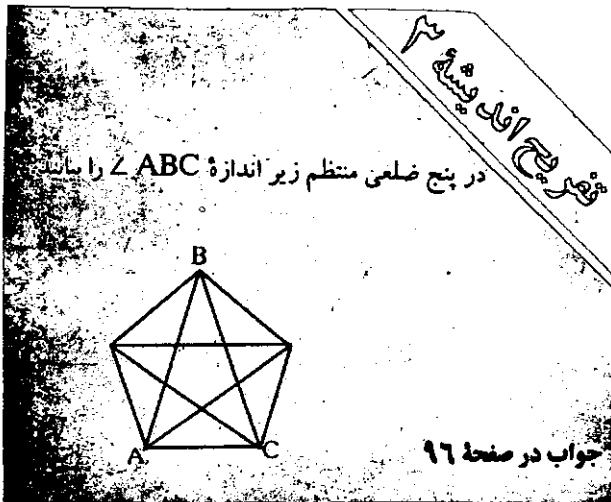 تفریح اندیشهٔ ۳
در پنج ضلعی منتظم زیر اندازهٔ ABC ∠ را بیابید
B
A
C
جواب در صفحهٔ ۹۶